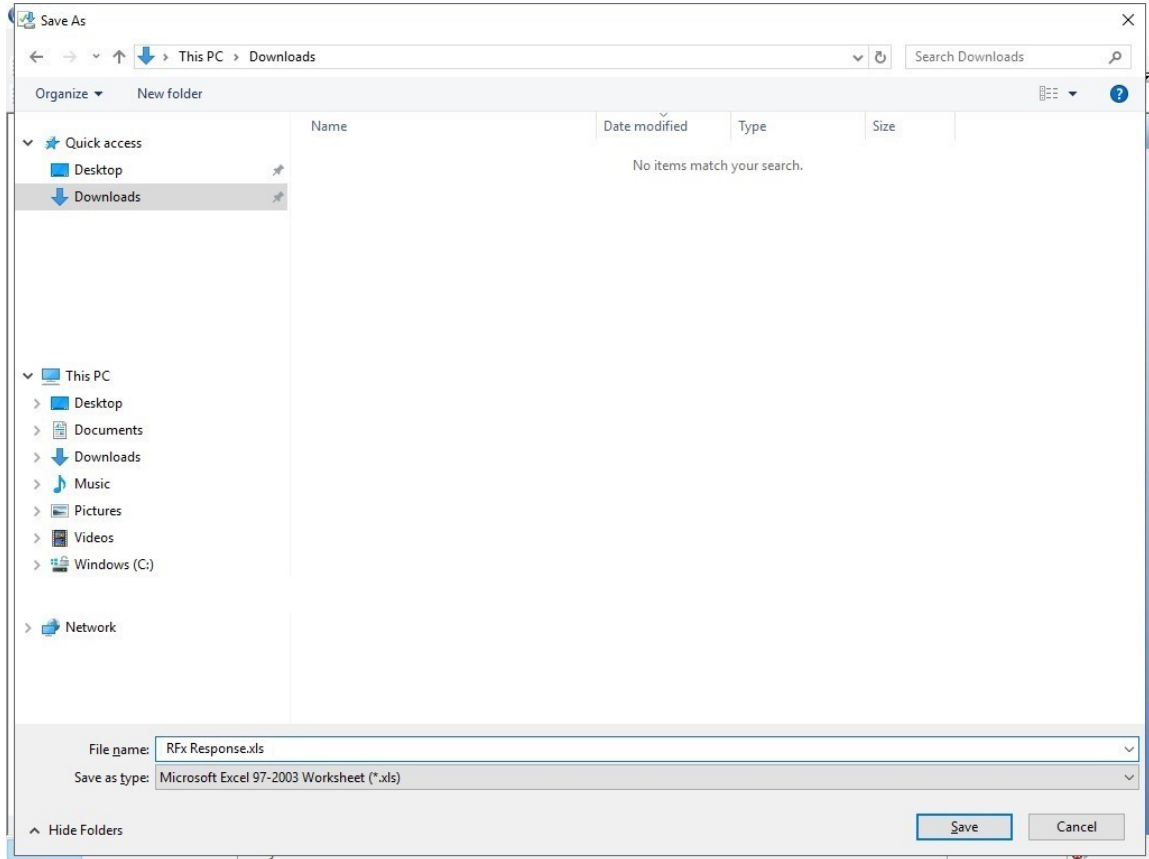 Save As
This PC > Downloads
Search Downloads
Organize
New folder
Name Date modified Type Size
No items match your search.
Quick access
Desktop
Downloads
This PC
Desktop
Documents
Downloads
Music
Pictures
Videos
Windows (C:)
Network
File name: RFx Response.xls
Save as type: Microsoft Excel 97-2003 Worksheet (*.xls)
Hide Folders
Save
Cancel